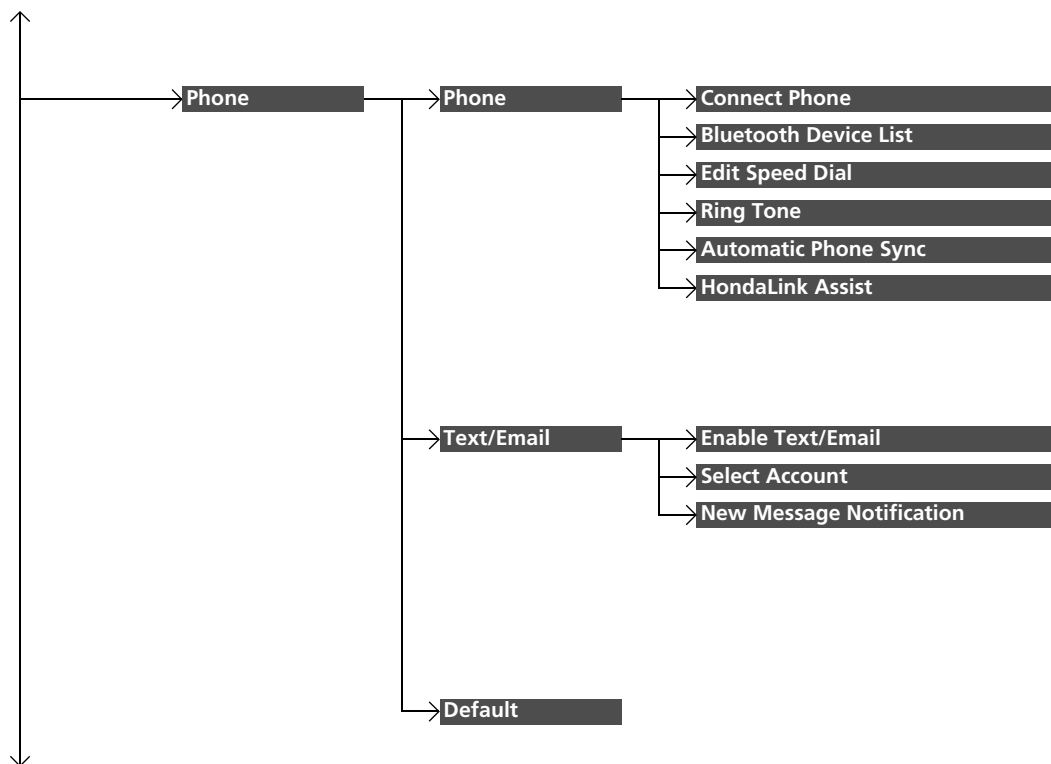 Phone
Phone
Connect Phone
Bluetooth Device List
Edit Speed Dial
Ring Tone
Automatic Phone Sync
HondaLink Assist
Text/Email
Enable Text/Email
Select Account
New Message Notification
Default